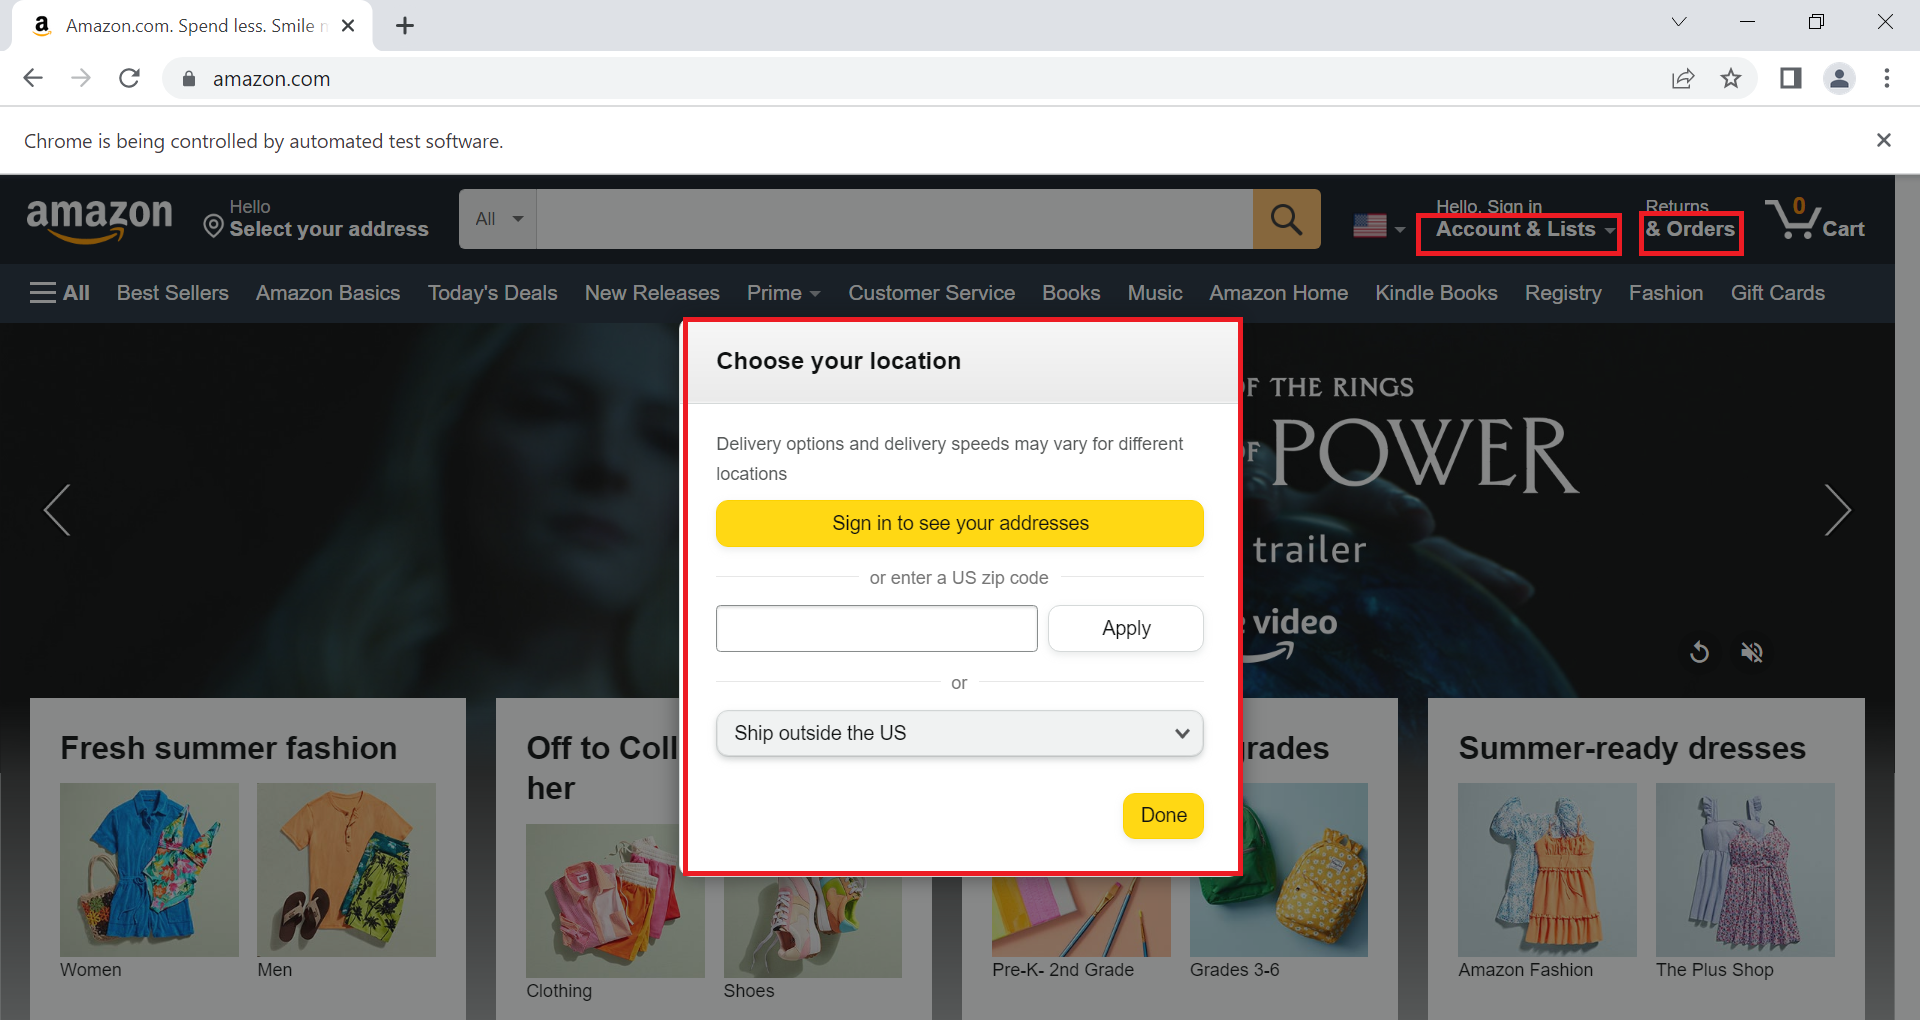 Amazon.com. Spend less. Smile
amazon.com
Chrome is being controlled by automated test software.
amazon
Hello
Select your address
All
Hello, Sign in
Account & Lists
Returns
& Orders
0
Cart
All Best Sellers Amazon Basics Today's Deals New Releases Prime Customer Service Books Music Amazon Home Kindle Books Registry Fashion Gift Cards
Choose your location
Delivery options and delivery speeds may vary for different
locations
Sign in to see your addresses
or enter a US zip code
Apply
or
Ship outside the US
Done
F THE RINGS
OF POWER
trailer
video
Fresh summer fashion
Women
Men
Off to Coll
her
Clothing
Shoes
rades
Pre-K- 2nd Grade
Grades 3-6
Summer-ready dresses
Amazon Fashion
The Plus Shop